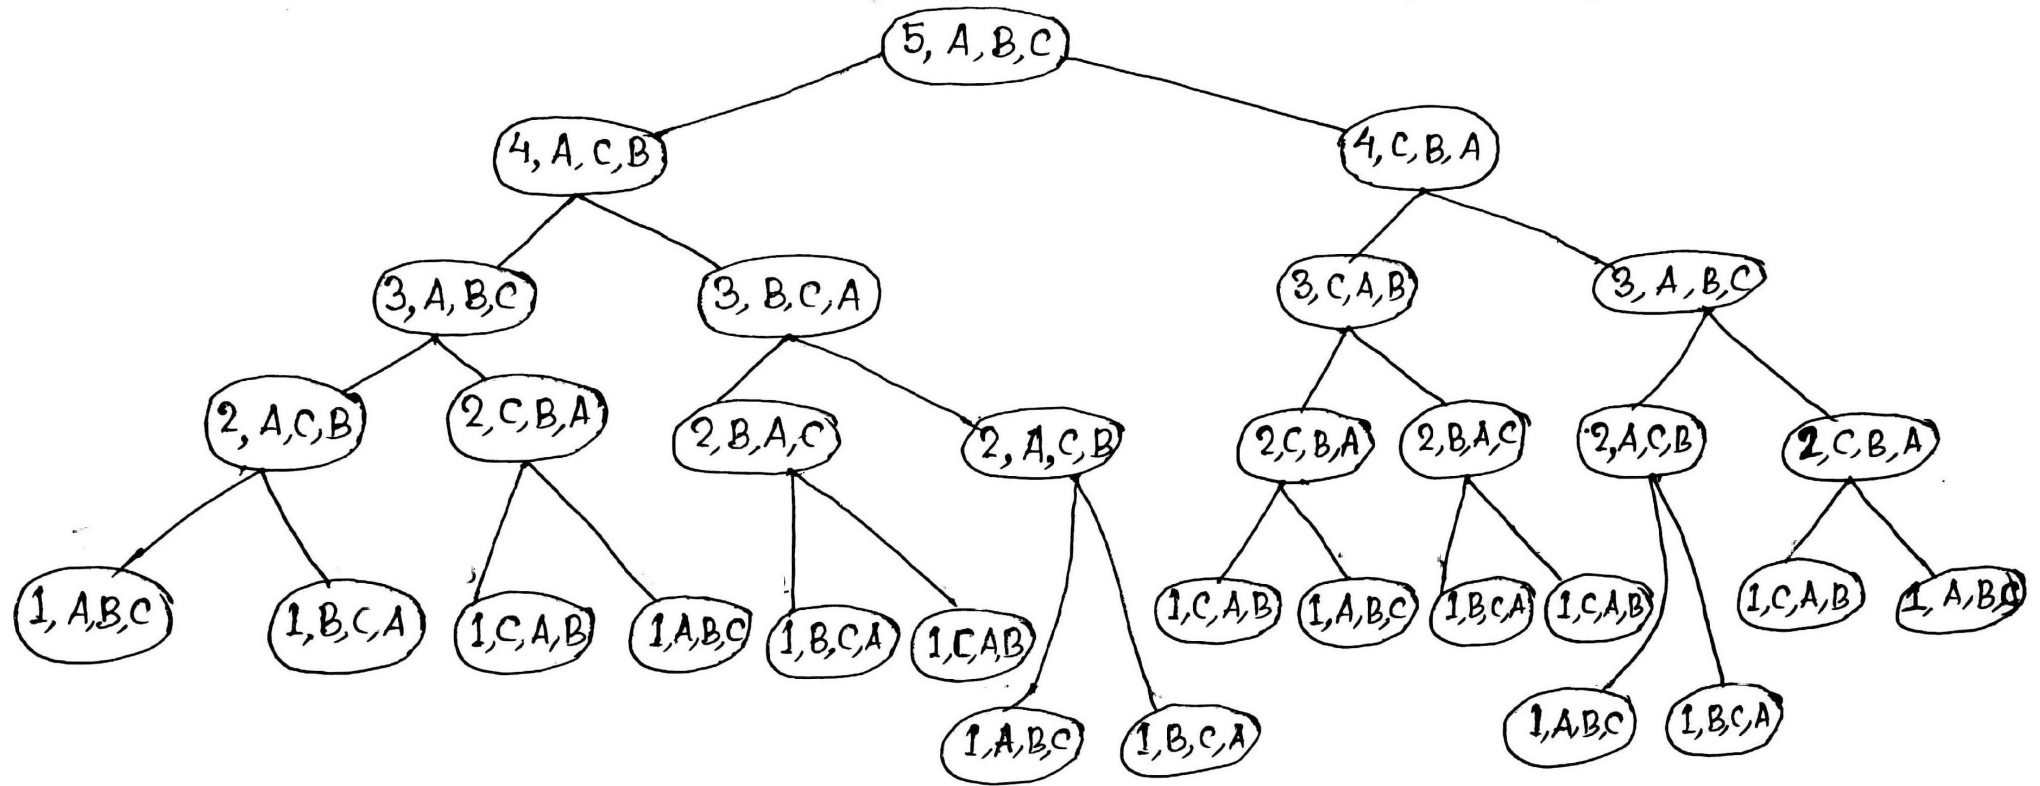 5, A, B, C
4, A, C, B
4, C, B, A
3, A, B, C
3, B, C, A
3, C, A, B
3, A, B, C
2, A, C, B
2, C, B, A
2, B, A, C
2, A, C, B
2, C, B, A
2, B, A, C
2, A, C, B
2, C, B, A
1, A, B, C
1, B, C, A
1, C, A, B
1, A, B, C
1, B, C, A
1, C, A, B
1, A, B, C
1, B, C, A
1, C, A, B
1, A, B, C
1, B, C, A
1, C, A, B
1, A, B, C
1, B, C, A
1, C, A, B
1, A, B, C